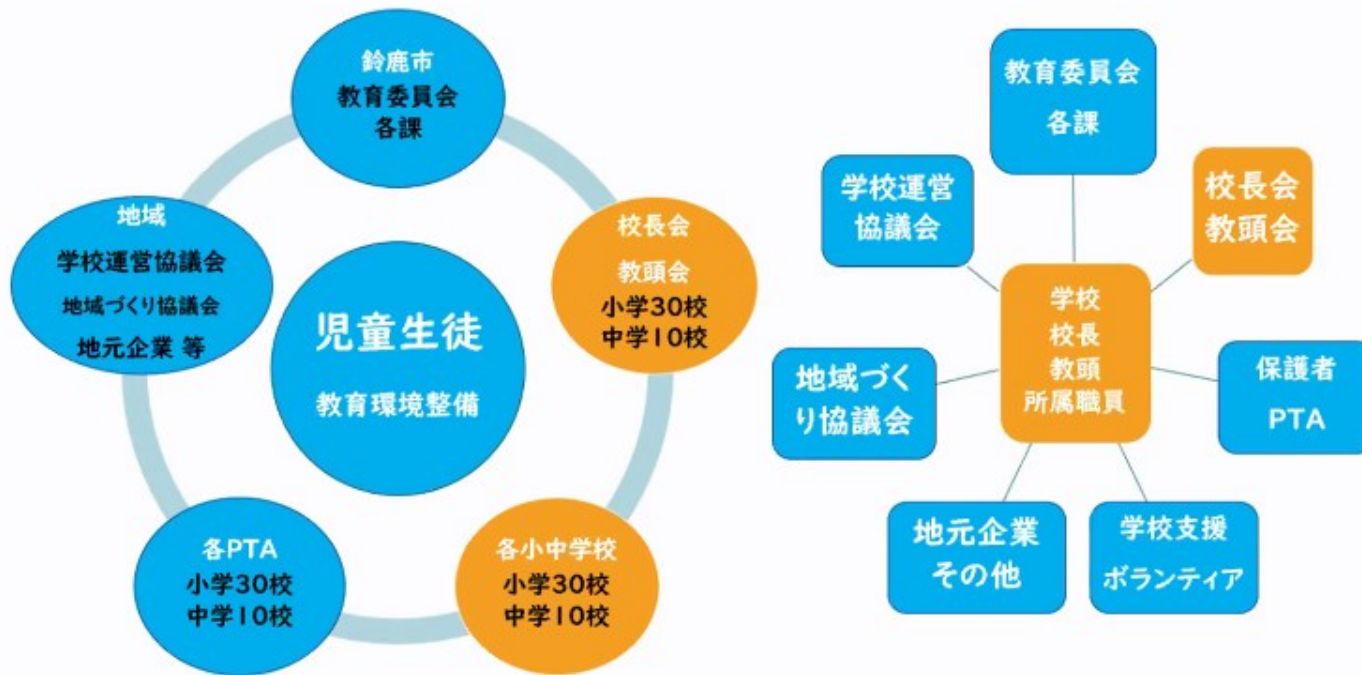 鈴鹿市
教育委員会
各課
地域
学校運営協議会
地域づくり協議会
地元企業 等
校長会
教頭会
小学30校
中学10校
児童生徒
教育環境整備
各PTA
小学30校
中学10校
各小中学校
小学30校
中学10校
教育委員会
各課
学校運営
協議会
校長会
教頭会
学校
校長
教頭
所属職員
地域づく
り協議会
保護者
PTA
地元企業
その他
学校支援
ボランティア